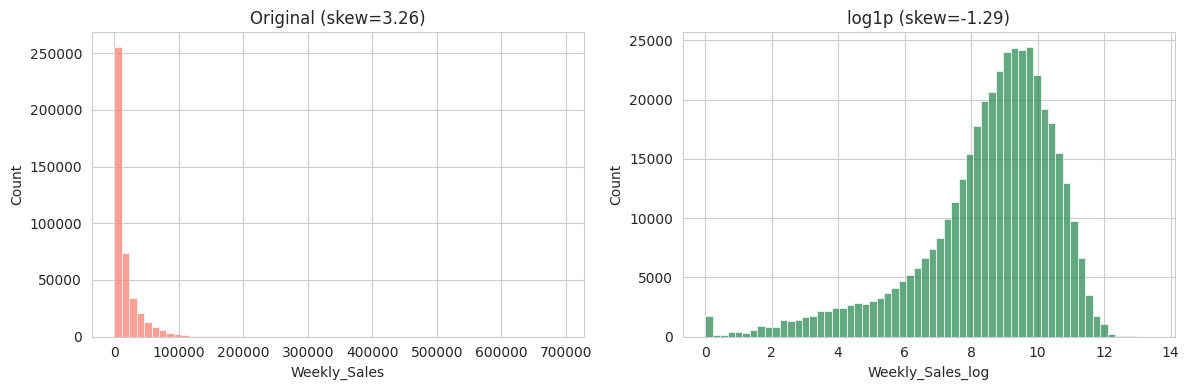 Original (skew=3.26)
250000
200000
150000
100000
50000
0
Count
0 100000 200000 300000 400000 500000 600000 700000
Weekly_Sales
log1p (skew=-1.29)
25000
20000
15000
10000
5000
0
Count
0 2 4 6 8 10 12 14
Weekly_Sales_log